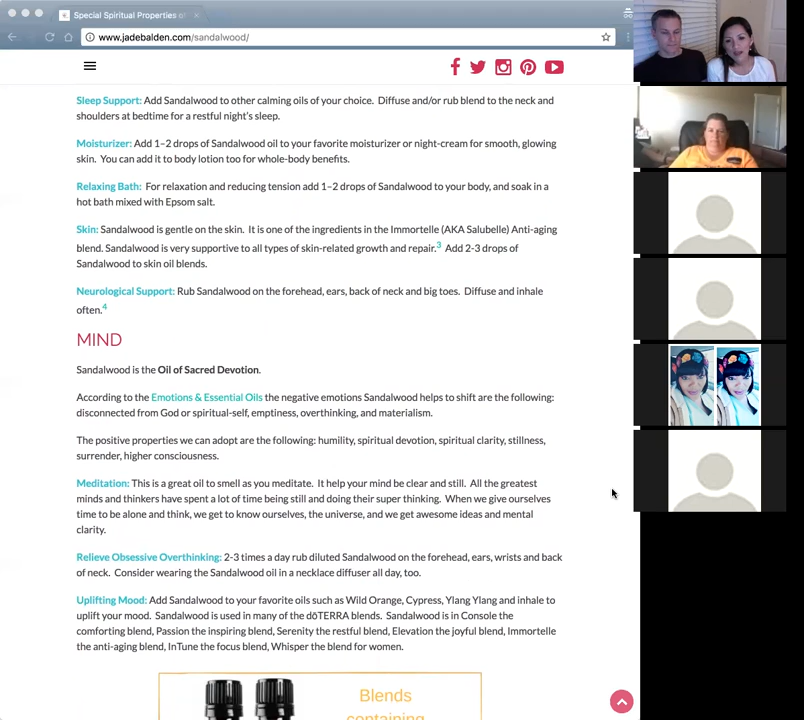 Special Spiritual Properties of
www.jadebalden.com/sandalwood/
Sleep Support: Add Sandalwood to other calming oils of your choice. Diffuse and/or rub blend to the neck and
shoulders at bedtime for a restful night's sleep.
Moisturizer: Add 1–2 drops of Sandalwood oil to your favorite moisturizer or night-cream for smooth, glowing
skin. You can add it to body lotion too for whole-body benefits.
Relaxing Bath: For relaxation and reducing tension add 1–2 drops of Sandalwood to your body, and soak in a
hot bath mixed with Epsom salt.
Skin: Sandalwood is gentle on the skin. It is one of the ingredients in the Immortelle (AKA Salubelle) Anti-aging
blend. Sandalwood is very supportive to all types of skin-related growth and repair.3 Add 2-3 drops of
Sandalwood to skin oil blends.
Neurological Support: Rub Sandalwood on the forehead, ears, back of neck and big toes. Diffuse and inhale
often.4
MIND
Sandalwood is the Oil of Sacred Devotion.
According to the Emotions & Essential Oils the negative emotions Sandalwood helps to shift are the following:
disconnected from God or spiritual-self, emptiness, overthinking, and materialism.
The positive properties we can adopt are the following: humility, spiritual devotion, spiritual clarity, stillness,
surrender, higher consciousness.
Meditation: This is a great oil to smell as you meditate. It help your mind be clear and still. All the greatest
minds and thinkers have spent a lot of time being still and doing their super thinking. When we give ourselves
time to be alone and think, we get to know ourselves, the universe, and we get awesome ideas and mental
clarity.
Relieve Obsessive Overthinking: 2-3 times a day rub diluted Sandalwood on the forehead, ears, wrists and back
of neck. Consider wearing the Sandalwood oil in a necklace diffuser all day, too.
Uplifting Mood: Add Sandalwood to your favorite oils such as Wild Orange, Cypress, Ylang Ylang and inhale to
uplift your mood. Sandalwood is used in many of the dōTERRA blends. Sandalwood is in Console the
comforting blend, Passion the inspiring blend, Serenity the restful blend, Elevation the joyful blend, Immortelle
the anti-aging blend, InTune the focus blend, Whisper the blend for women.
Blends
containing